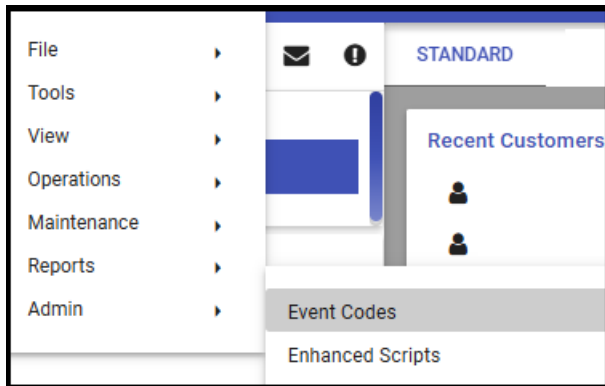 File
Tools
View
Operations
Maintenance
Reports
Admin
STANDARD
Recent Customers
Event Codes
Enhanced Scripts